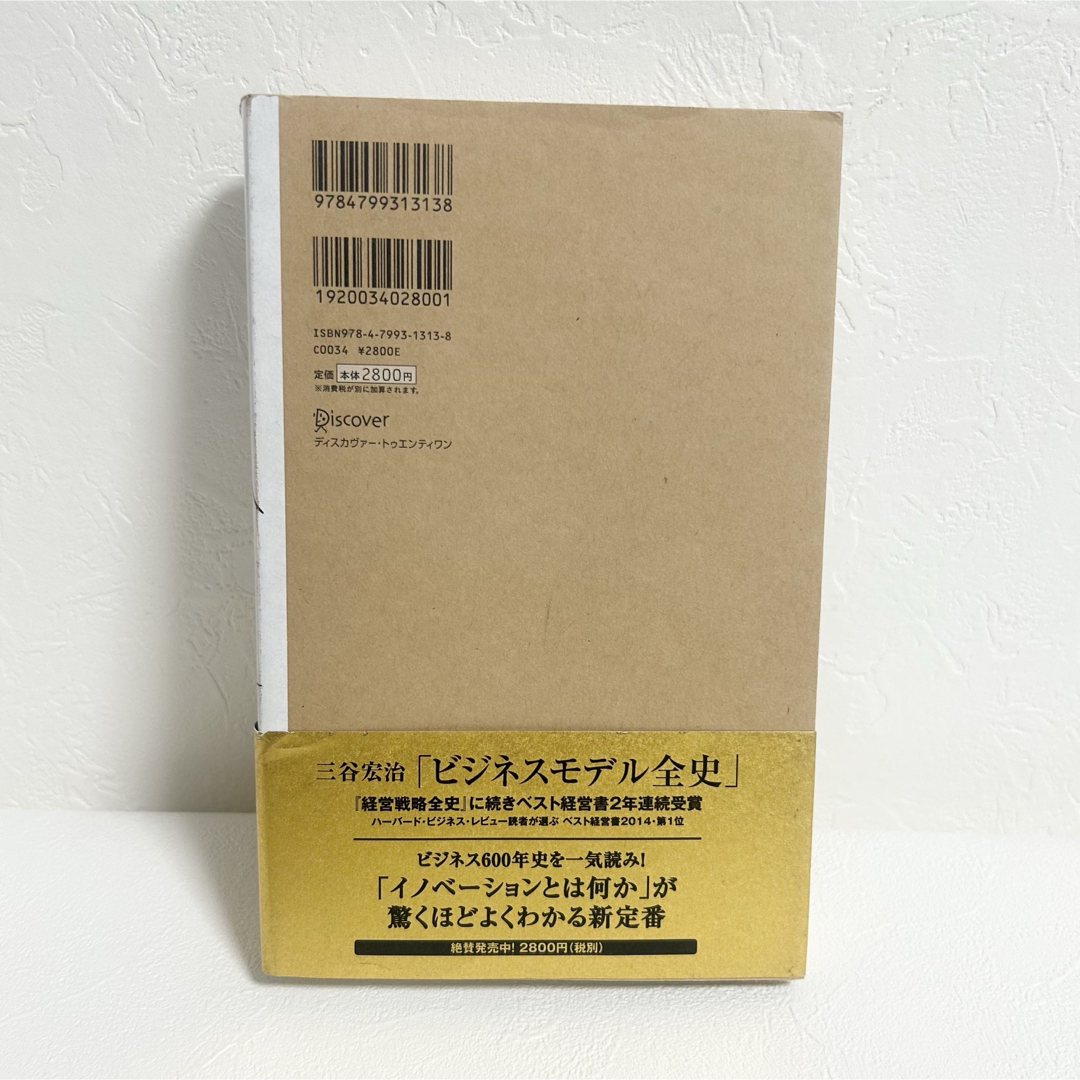 9784799313138
1920034028001
ISBN978-4-7993-1313-8
C0034 ¥2800E
定価 本体2800円
※消費税が別に加算されます。
Discover
ディスカヴァー・トゥエンティワン
三谷宏治「ビジネスモデル全史」
『経営戦略全史』に続きベスト経営書2年連続受賞
ハーバード・ビジネス・レビュー読者が選ぶ ベスト経営書2014・第1位
ビジネス600年史を一気読み!
「イノベーションとは何か」が
驚くほどよくわかる新定番
絶賛発売中! 2800円(税別)